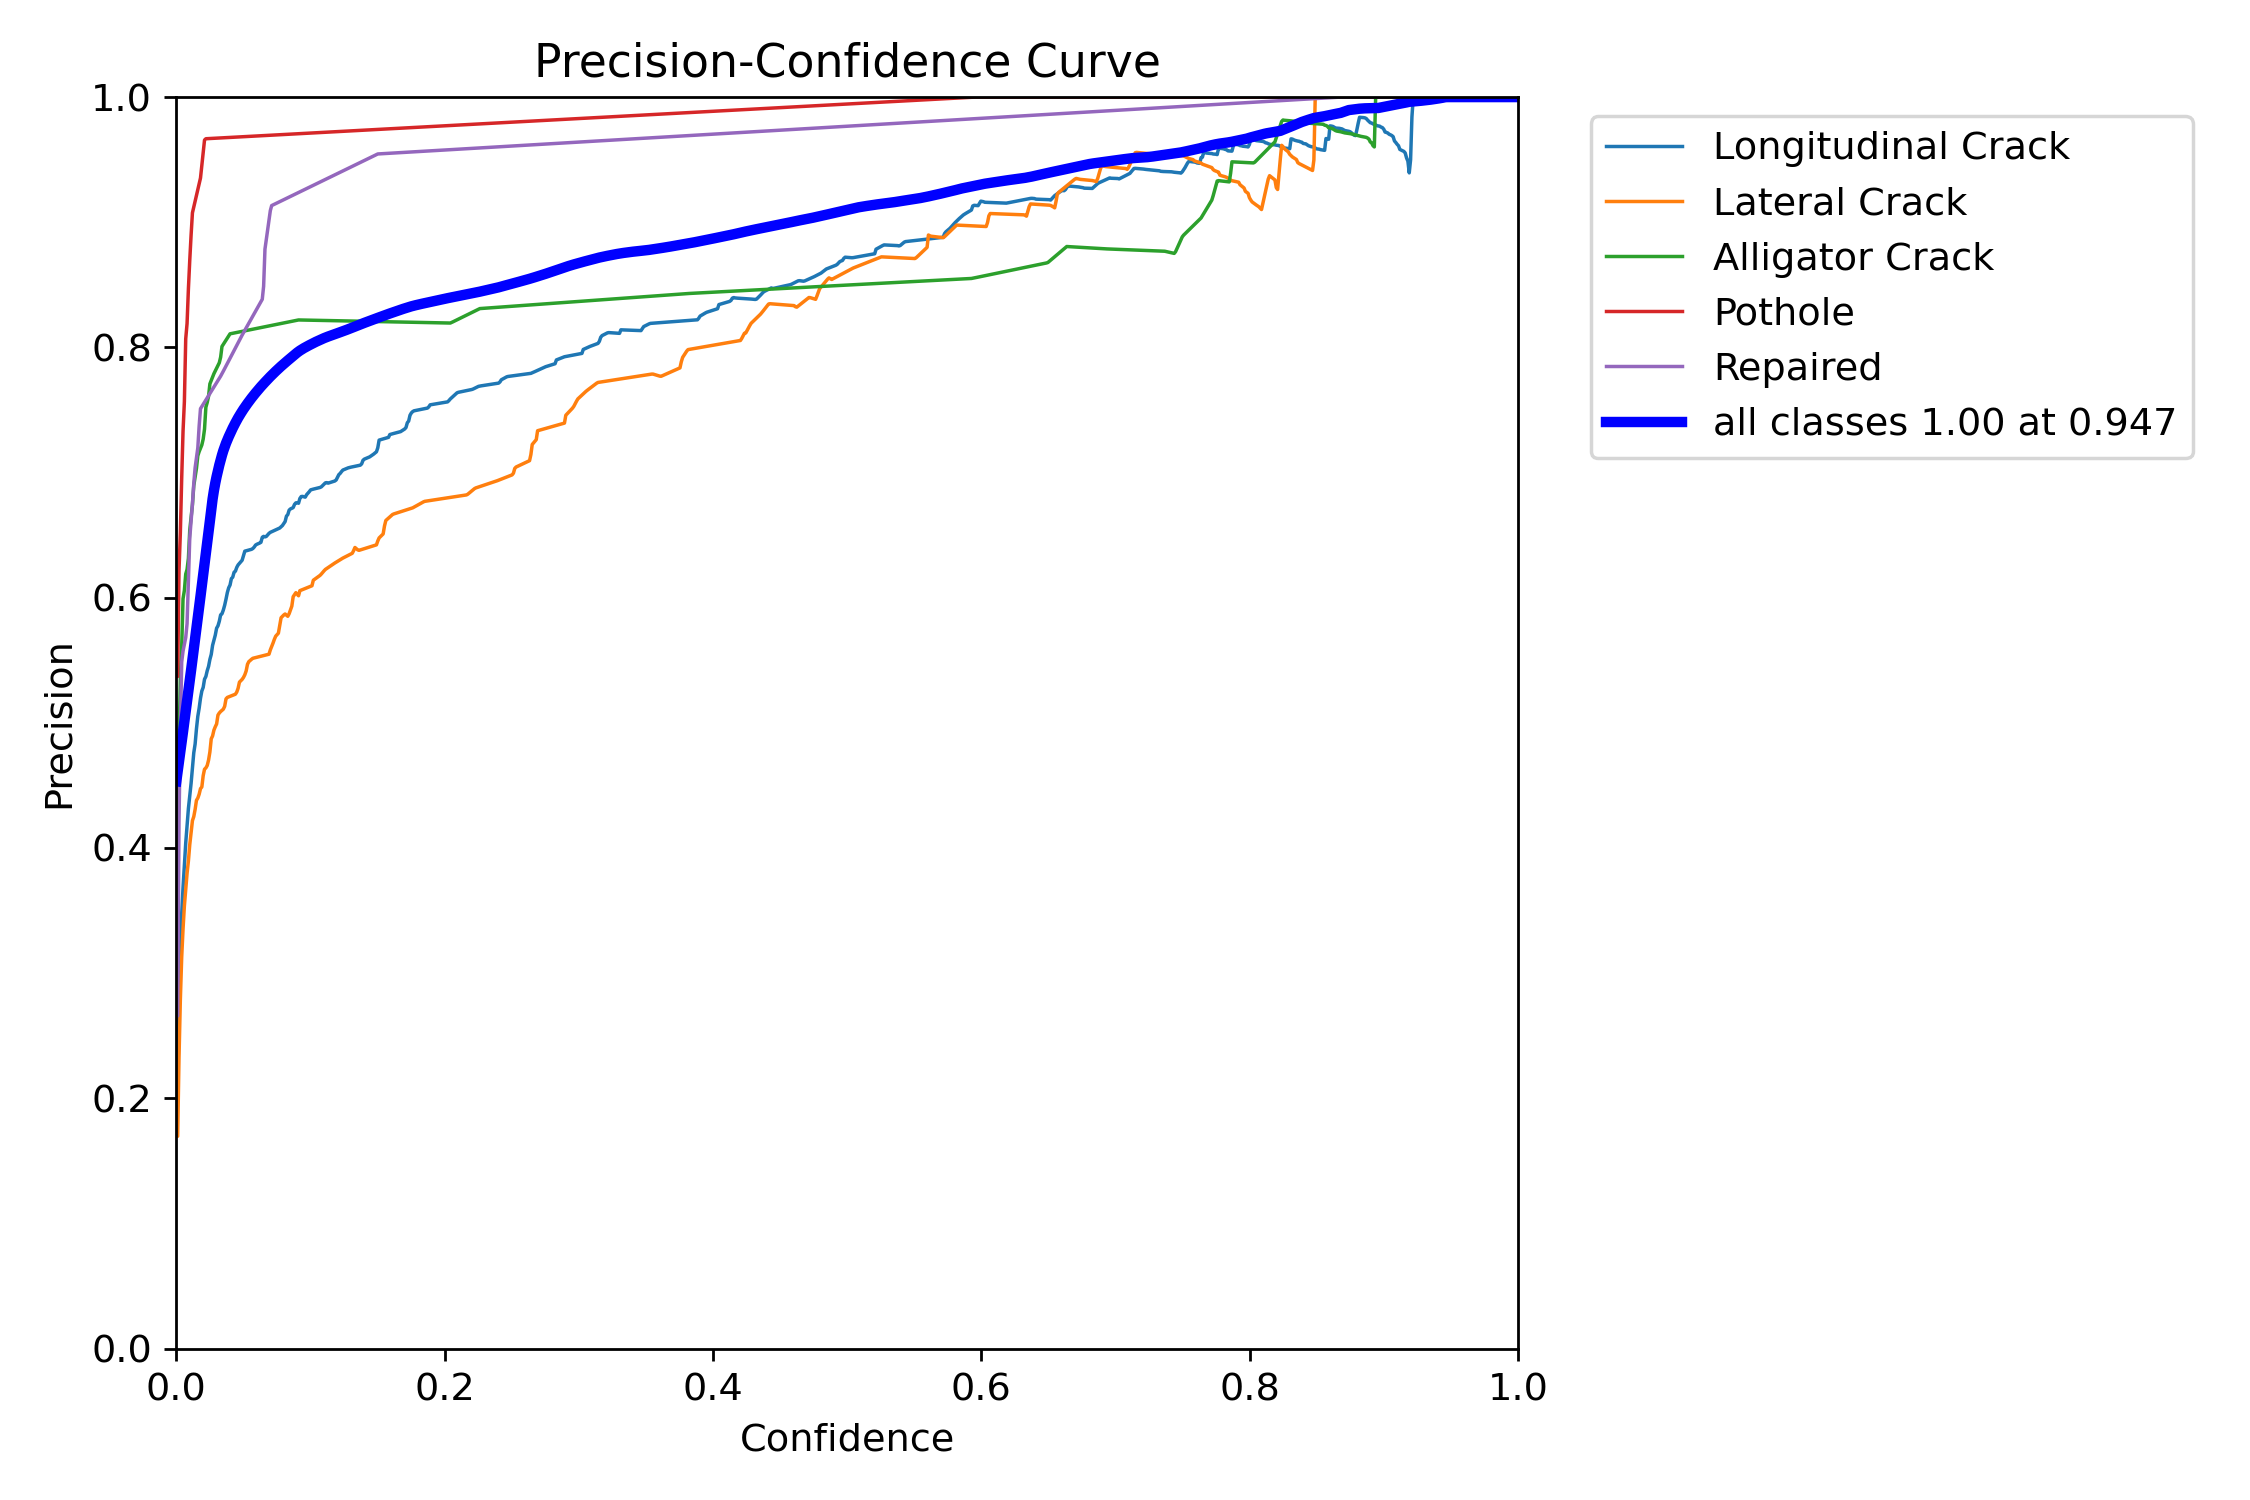 Precision-Confidence Curve
1.0
0.8
0.6
0.4
0.2
0.0
Precision
0.0 0.2 0.4 0.6 0.8 1.0
Confidence
Longitudinal Crack
Lateral Crack
Alligator Crack
Pothole
Repaired
all classes 1.00 at 0.947